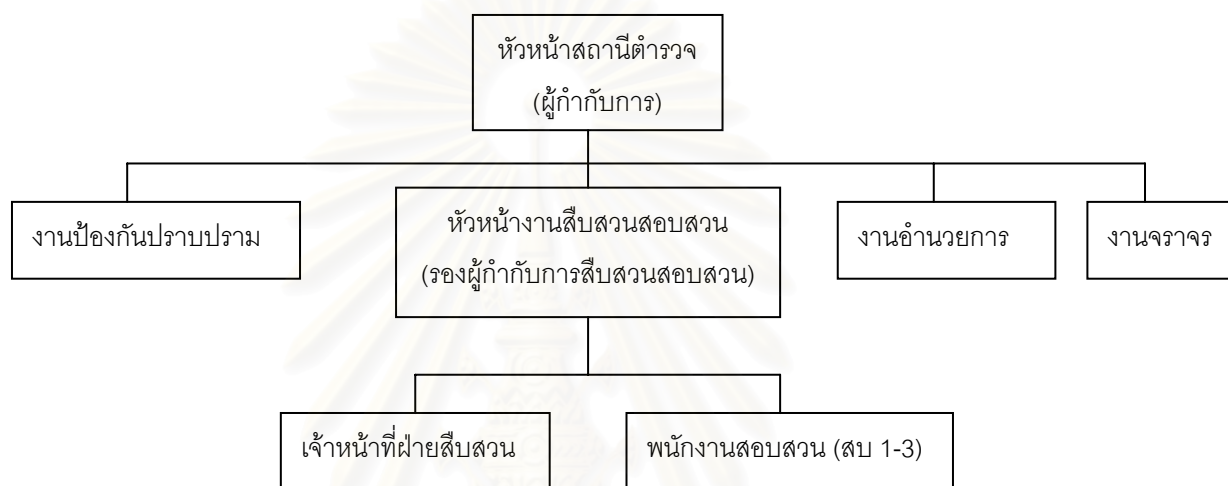 หัวหน้าสถานีตำรวจ
(ผู้กำกับการ)
งานป้องกันปราบปราม
หัวหน้างานสืบสวนสอบสวน
(รองผู้กำกับการสืบสวนสอบสวน)
งานอำนวยการ
งานจราจร
เจ้าหน้าที่ฝ่ายสืบสวน
พนักงานสอบสวน (สบ 1-3)